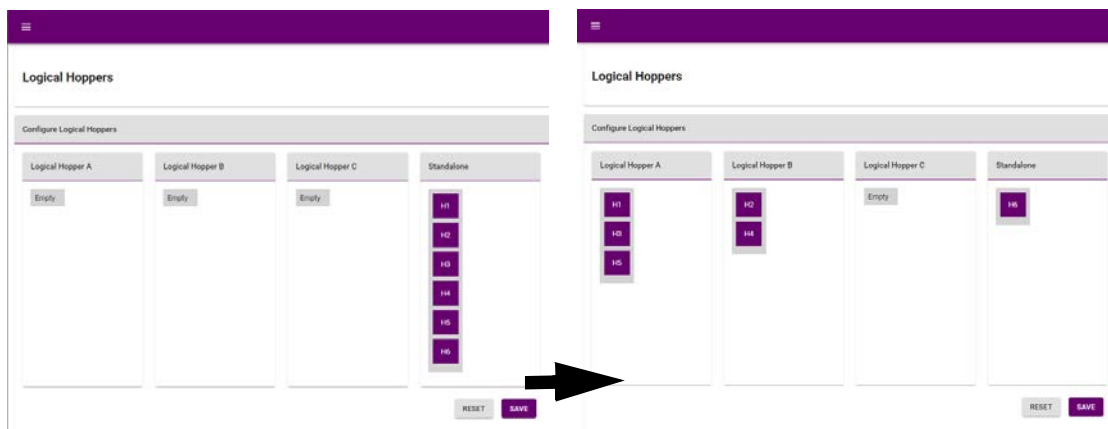 Logical Hoppers
Configure Logical Hoppers
Logical Hopper A
Logical Hopper B
Logical Hopper C
Standalone
Empty
Empty
Empty
H1
H2
H3
H4
H5
H6
RESET
SAVE
Logical Hoppers
Configure Logical Hoppers
Logical Hopper A
Logical Hopper B
Logical Hopper C
Standalone
H1
H3
H5
H2
H4
Empty
H6
RESET
SAVE